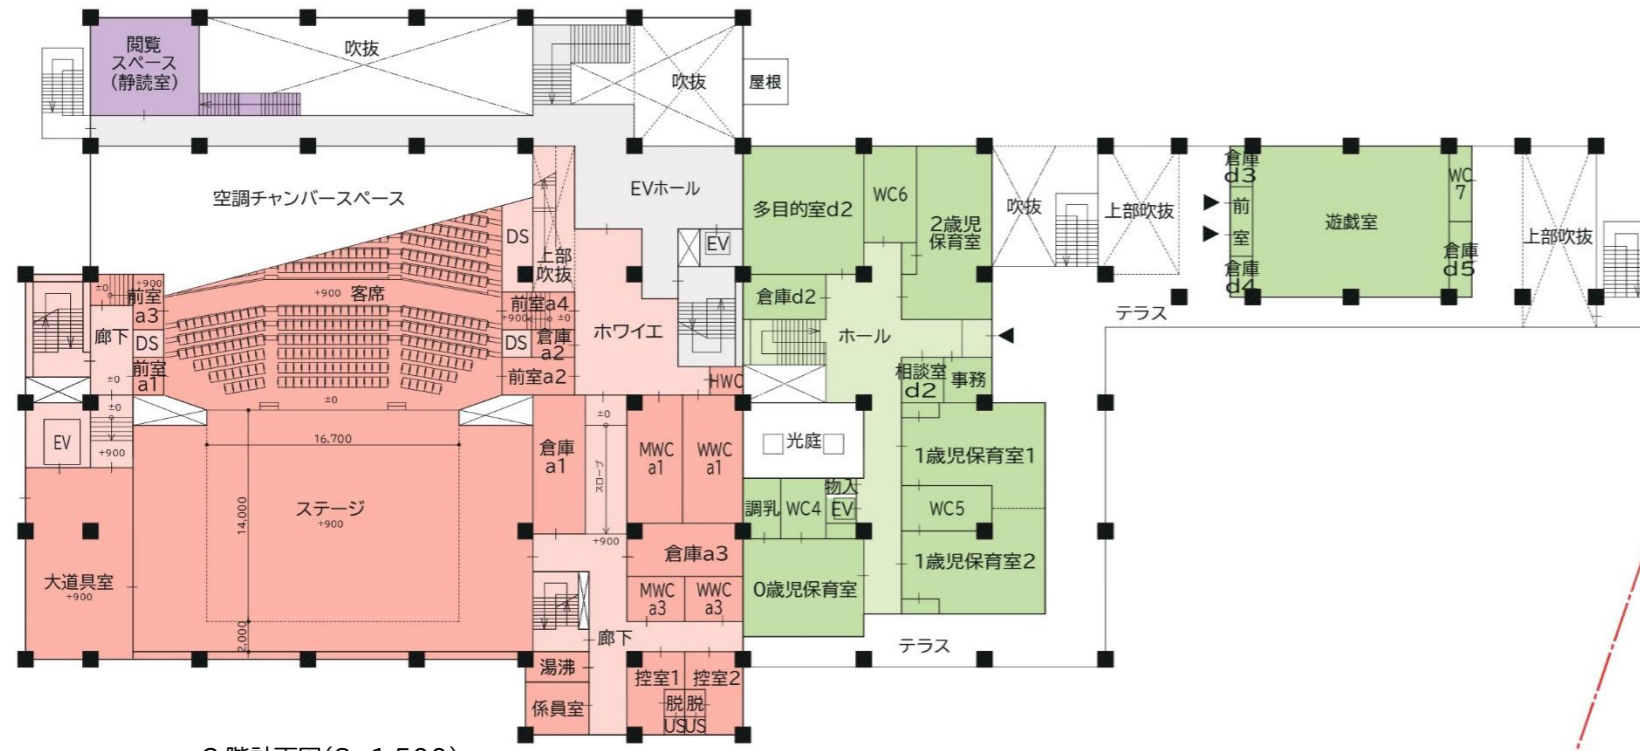 閲覧
スペース
(静読室)
吹抜
吹抜
屋根
空調チャンバースペース
EVホール
EV
DS
上部
吹抜
多目的室d2
WC6
2歳児
保育室
吹抜
上部吹抜
倉庫
d3
前
室
倉庫
d4
遊戯室
WC
7
倉庫
d5
上部吹抜
テラス
±0
+900
前室
a3
廊下
DS
前室
a1
±0
±0
+900
EV
+900
客席
±0
前室a4
+900
±0
DS
倉庫
a2
前室a2
ホワイエ
HWC
倉庫d2
ホール
相談室
d2
事務
16,700
14,000
2,000
ステージ
+900
大道具室
+900
倉庫
a1
±0
スロープ
+900
MWC
a1
WWC
a1
倉庫a3
MWC
a3
WWC
a3
廊下
湯沸
係員室
控室1
控室2
脱
脱
US
US
光庭
物入
調乳
WC4
EV
0歳児保育室
1歳児保育室1
WC5
1歳児保育室2
テラス